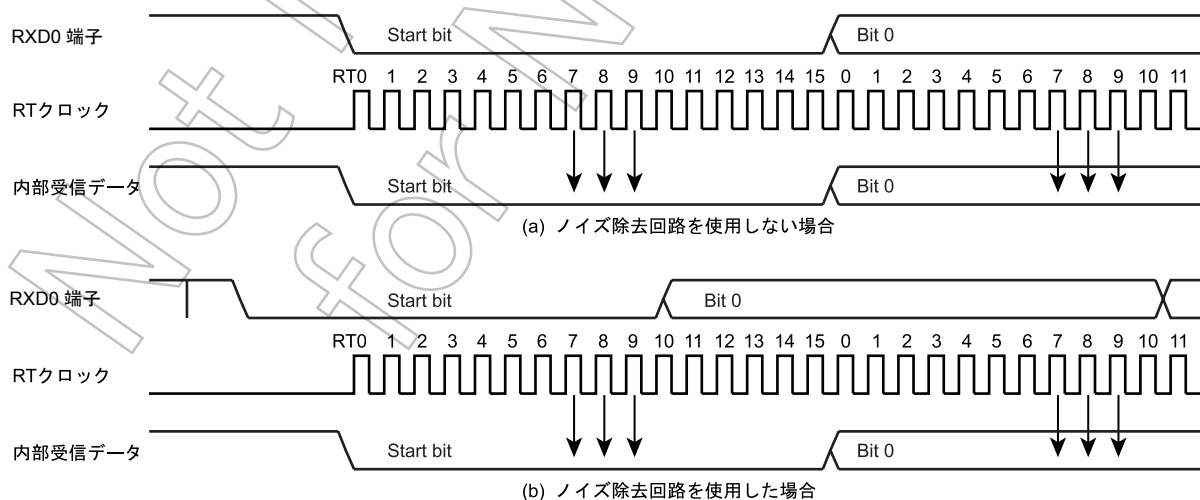 RXD0 端子 Start bit Bit 0
RT0 1 2 3 4 5 6 7 8 9 10 11 12 13 14 15 0 1 2 3 4 5 6 7 8 9 10 11
RTクロック
内部受信データ Start bit Bit 0
(a) ノイズ除去回路を使用しない場合
RXD0 端子 Start bit Bit 0
RT0 1 2 3 4 5 6 7 8 9 10 11 12 13 14 15 0 1 2 3 4 5 6 7 8 9 10 11
RTクロック
内部受信データ Start bit Bit 0
(b) ノイズ除去回路を使用した場合
Not
for N